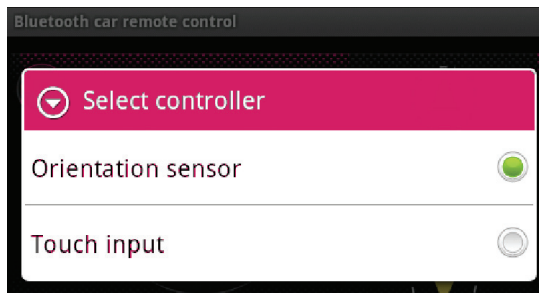 Bluetooth car remote control
Select controller
Orientation sensor
Touch input